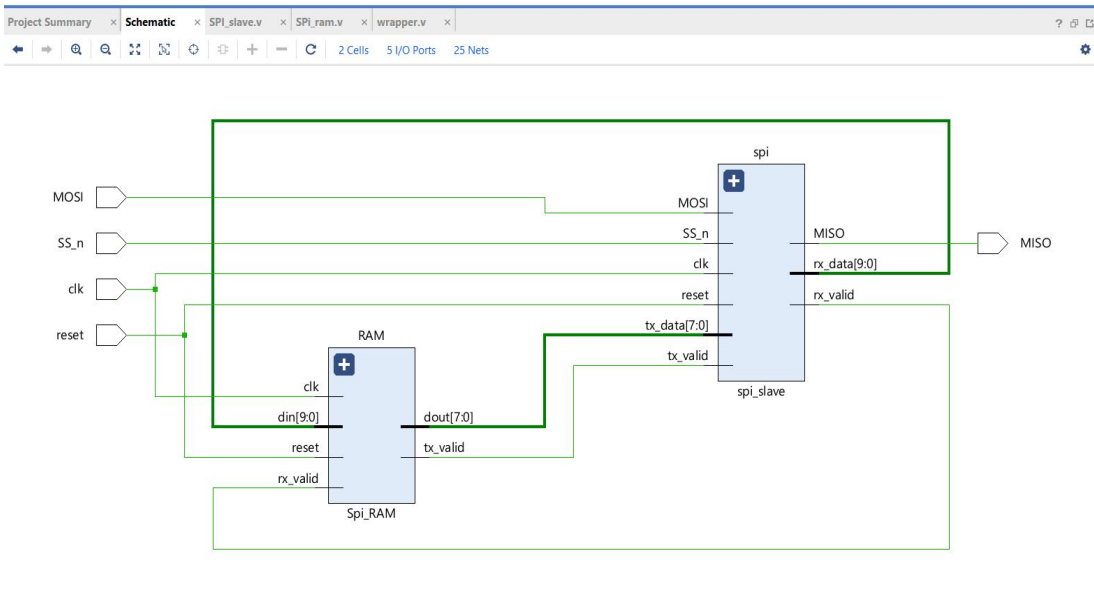 Project Summary × Schematic × SPI_slave.v × SPi_ram.v × wrapper.v × ?
2 Cells 5 I/O Ports 25 Nets
spi
MOSI
SS_n
clk
reset
MOSI
SS_n
clk
reset
tx_data[7:0]
tx_valid
MISO
rx_data[9:0]
rx_valid
spi_slave
MISO
RAM
clk
din[9:0]
reset
rx_valid
dout[7:0]
tx_valid
Spi_RAM